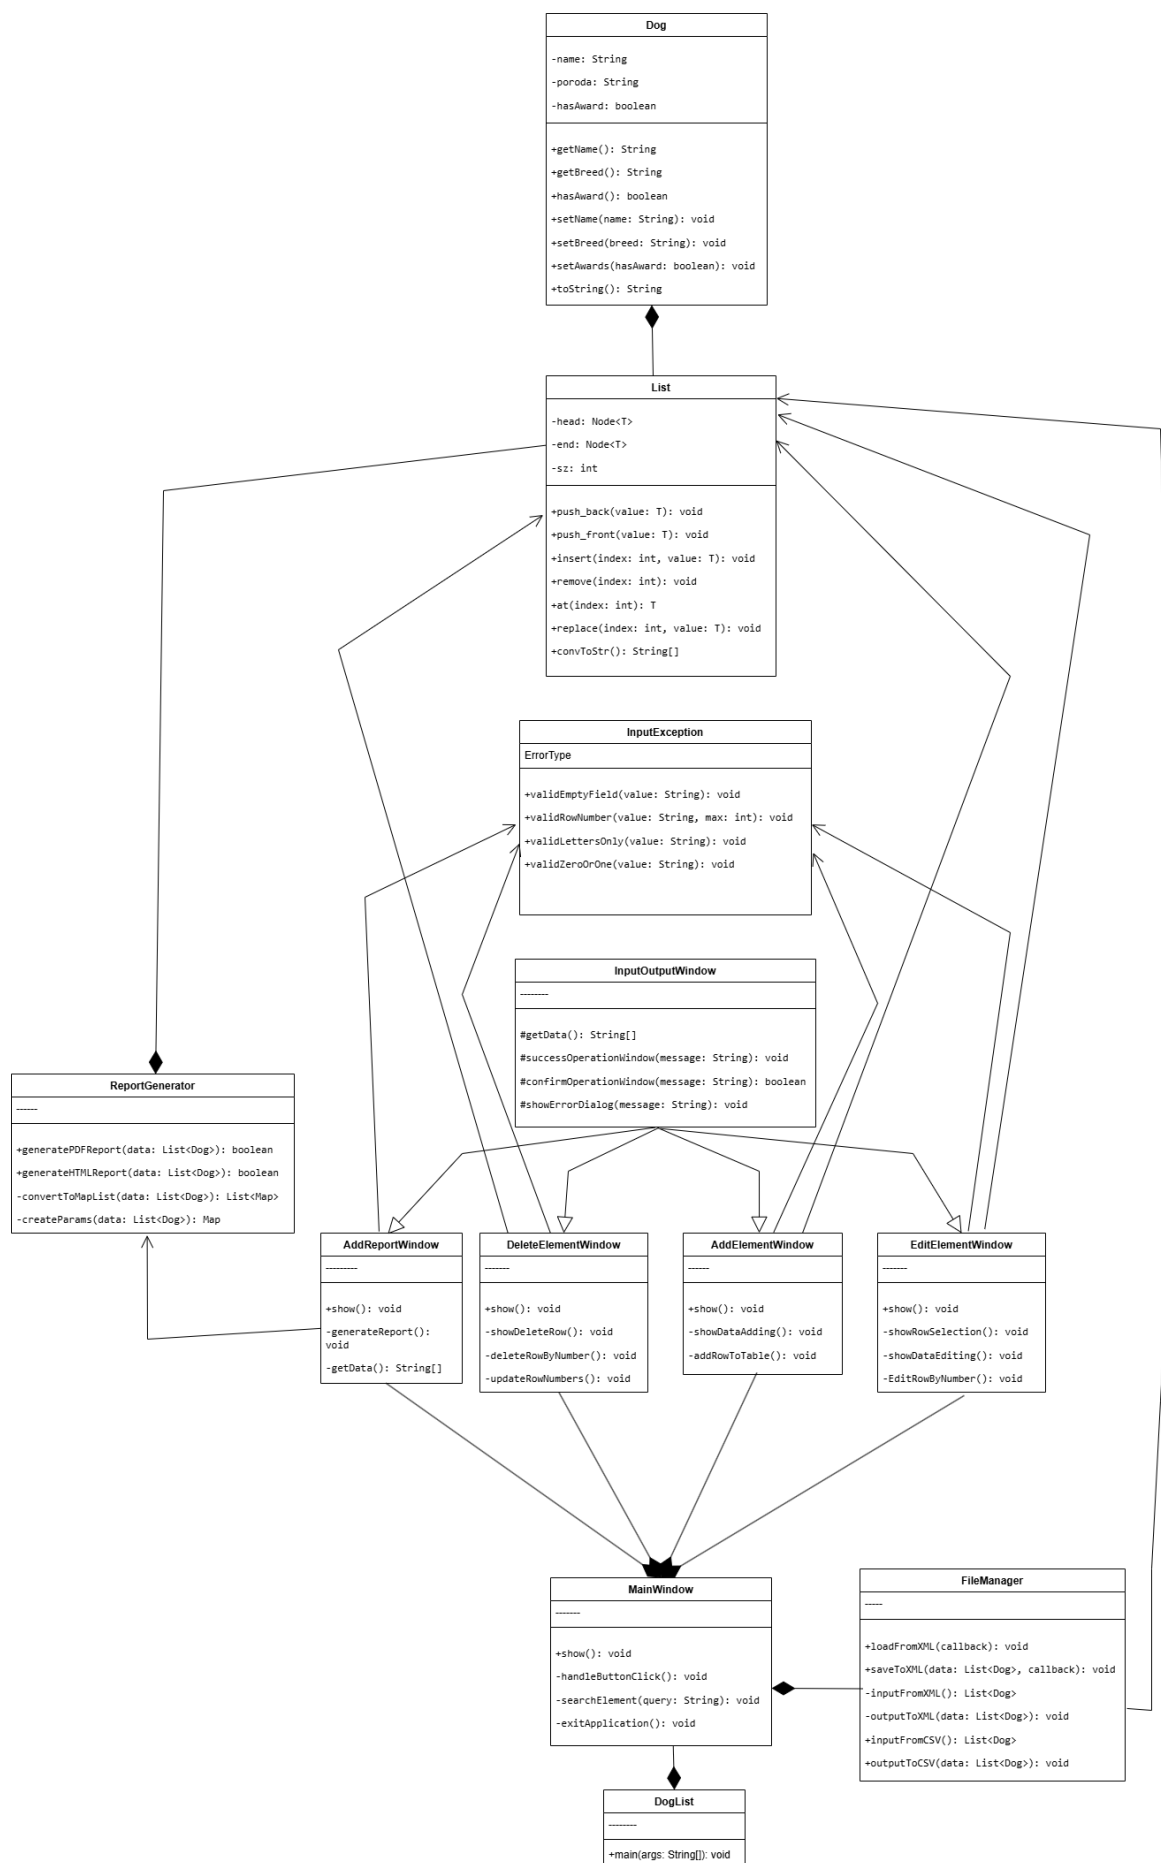 Dog
-name: String
-poroda: String
-hasAward: boolean
+getName(): String
+getBreed(): String
+hasAward(): boolean
+setName(name: String): void
+setBreed(breed: String): void
+setAwards(hasAward: boolean): void
+toString(): String
List
-head: Node<T>
-end: Node<T>
-sz: int
+push_back(value: T): void
+push_front(value: T): void
+insert(index: int, value: T): void
+remove(index: int): void
+at(index: int): T
+replace(index: int, value: T): void
+convToStr(): String[]
InputException
ErrorType
+validEmptyField(value: String): void
+validRowNumber(value: String, max: int): void
+validLettersOnly(value: String): void
+validZeroOrOne(value: String): void
InputOutputWindow
--------
#getData(): String[]
#successOperationWindow(message: String): void
#confirmOperationWindow(message: String): boolean
#showErrorDialog(message: String): void
ReportGenerator
------
+generatePDFReport(data: List<Dog>): boolean
+generateHTMLReport(data: List<Dog>): boolean
-convertToMapList(data: List<Dog>): List<Map>
-createParams(data: List<Dog>): Map
AddReportWindow
---------
+show(): void
-generateReport():
void
-getData(): String[]
DeleteElementWindow
-------
+show(): void
-showDeleteRow(): void
-deleteRowByNumber(): void
-updateRowNumbers(): void
AddElementWindow
------
+show(): void
-showDataAdding(): void
-addRowToTable(): void
EditElementWindow
-------
+show(): void
-showRowSelection(): void
-showDataEditing(): void
-EditRowByNumber(): void
MainWindow
-------
+show(): void
-handleButtonClick(): void
-searchElement(query: String): void
-exitApplication(): void
FileManager
-----
+loadFromXML(callback): void
+saveToXML(data: List<Dog>, callback): void
-inputFromXML(): List<Dog>
-outputToXML(data: List<Dog>): void
+inputFromCSV(): List<Dog>
+outputToCSV(data: List<Dog>): void
DogList
--------
+main(args: String[]): void